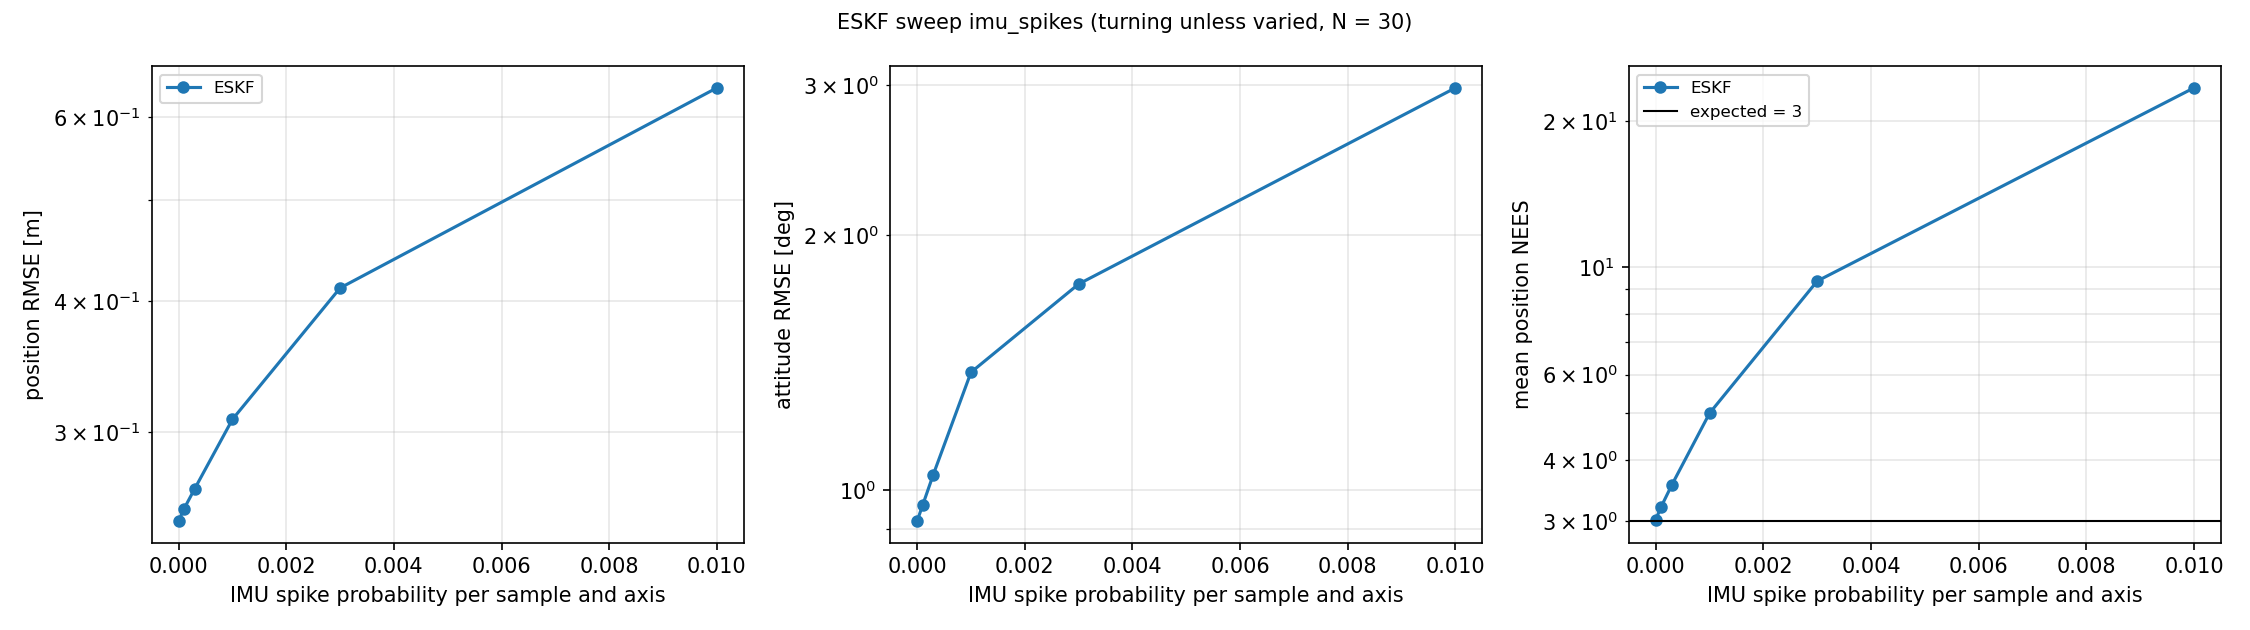 ESKF sweep imu_spikes (turning unless varied, N = 30)
position RMSE [m]
6 × 10⁻¹
4 × 10⁻¹
3 × 10⁻¹
ESKF
0.000 0.002 0.004 0.006 0.008 0.010
IMU spike probability per sample and axis
attitude RMSE [deg]
3 × 10⁰
2 × 10⁰
10⁰
0.000 0.002 0.004 0.006 0.008 0.010
IMU spike probability per sample and axis
mean position NEES
2 × 10¹
10¹
6 × 10⁰
4 × 10⁰
3 × 10⁰
ESKF
expected = 3
0.000 0.002 0.004 0.006 0.008 0.010
IMU spike probability per sample and axis